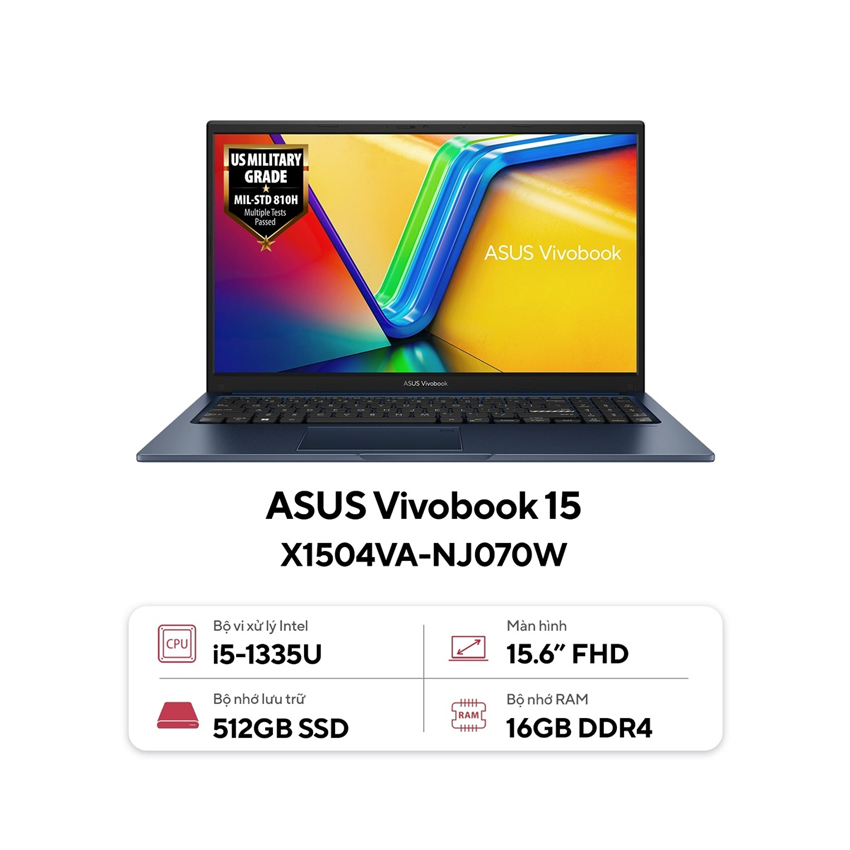 US MILITARY
GRADE
MIL-STD 810H
Multiple Tests
Passed
ASUS Vivobook
ASUS Vivobook
ASUS Vivobook 15
X1504VA-NJ070W
CPU
Bộ vi xử lý Intel
i5-1335U
Màn hình
15.6” FHD
Bộ nhớ lưu trữ
512GB SSD
RAM
Bộ nhớ RAM
16GB DDR4